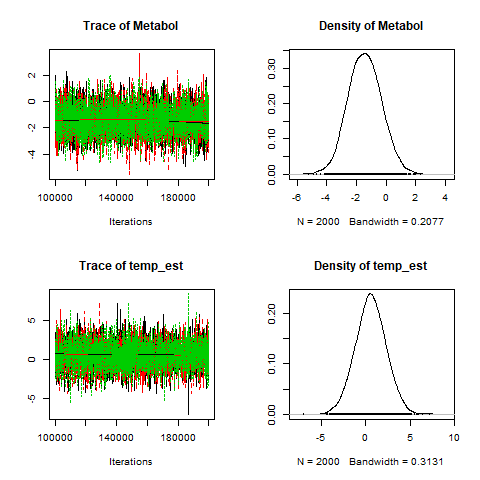 Trace of Metabol
2
0
-2
-4
100000 140000 180000
Iterations
Density of Metabol
0.30
0.20
0.10
0.00
-6 -4 -2 0 2 4
N = 2000 Bandwidth = 0.2077
Trace of temp_est
5
0
-5
100000 140000 180000
Iterations
Density of temp_est
0.20
0.10
0.00
-5 0 5 10
N = 2000 Bandwidth = 0.3131